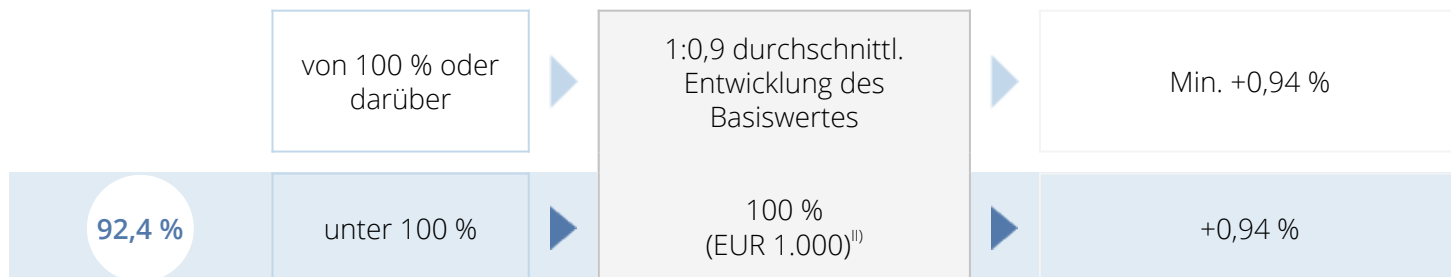 von 100 % oder
darüber
1:0,9 durchschnittl.
Entwicklung des
Basiswertes
Min. +0,94 %
92,4 %
unter 100 %
100 %
(EUR 1.000)II)
+0,94 %